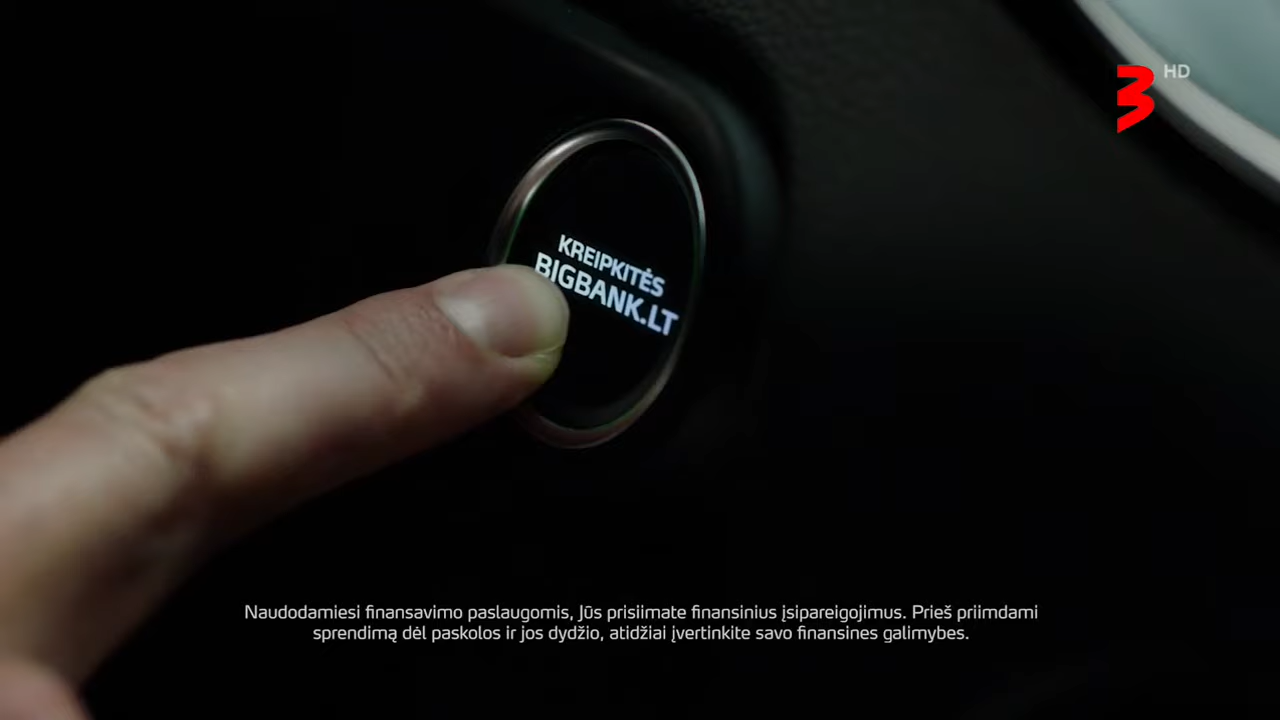 3 HD
KREIPKITĖS
BIGBANK.LT
Naudodamiesi finansavimo paslaugomis, Jūs prisiimate finansinius įsipareigojimus. Prieš priimdami
sprendimą dėl paskolos ir jos dydžio, atidžiai įvertinkite savo finansines galimybes.